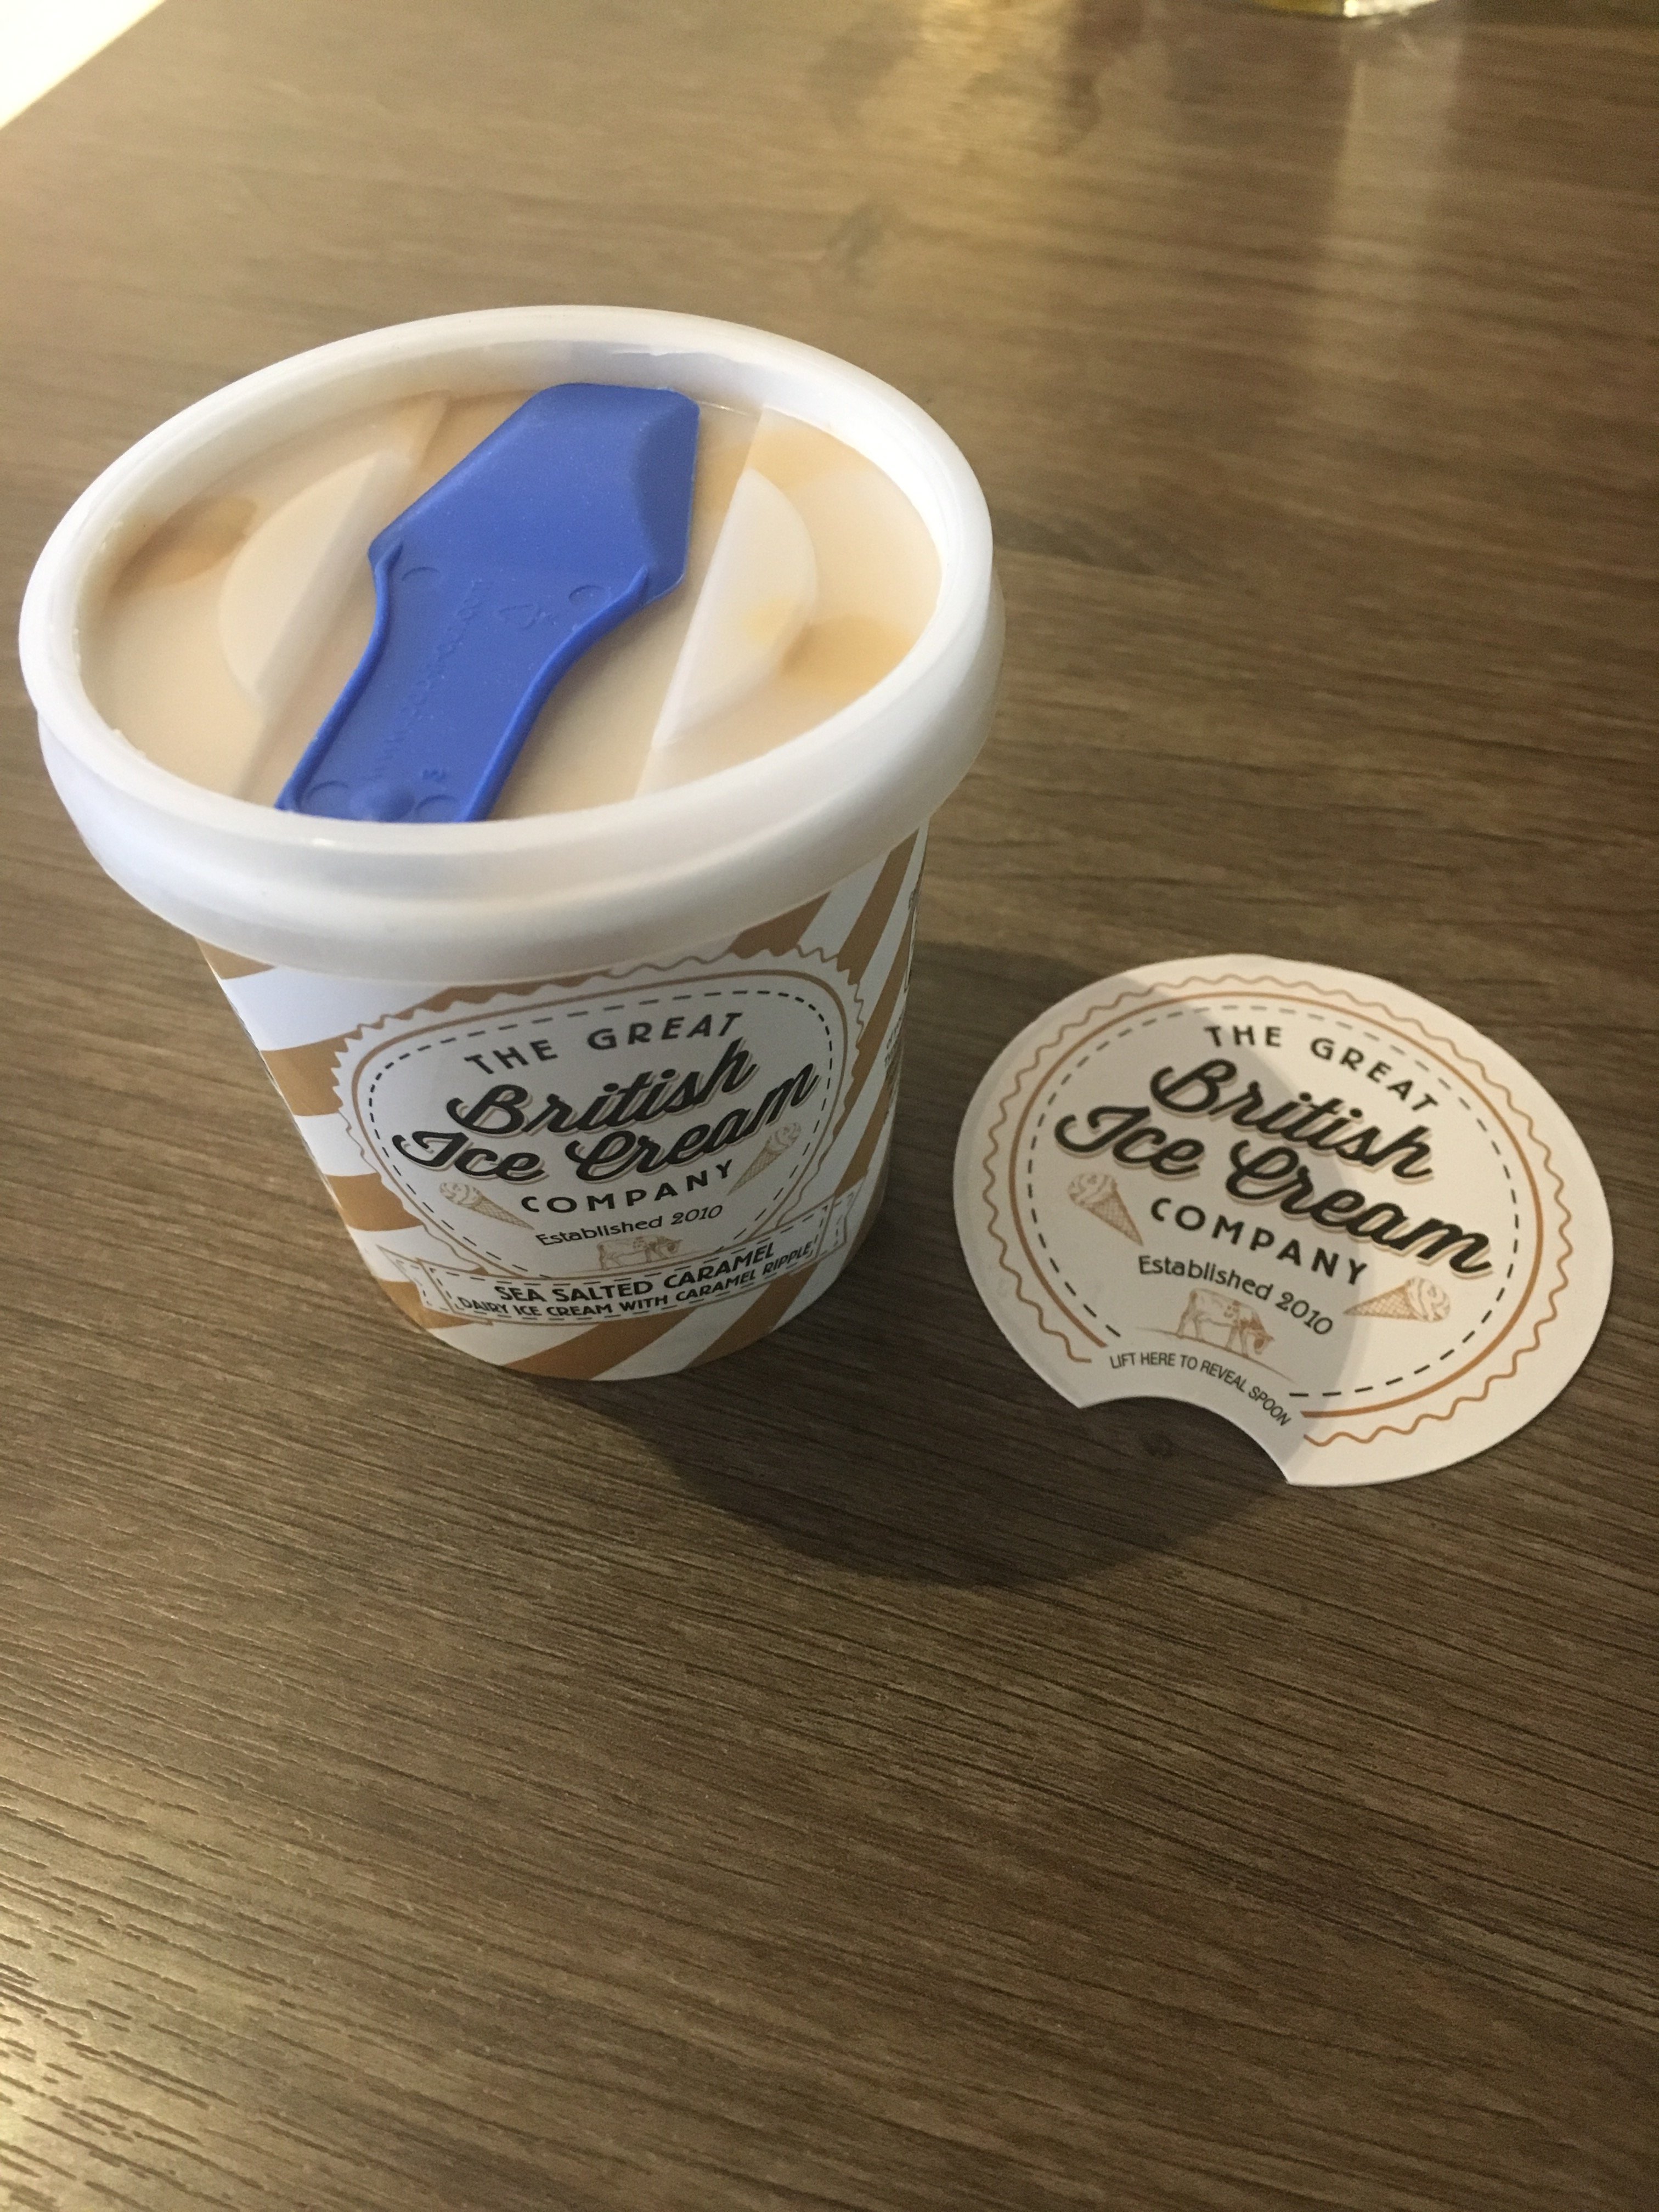 THE GREAT
British
Ice Cream
COMPANY
Established 2010
SEA SALTED CARAMEL
DAIRY ICE CREAM WITH CARAMEL RIPPLE
THE GREAT
British
Ice Cream
COMPANY
Established 2010
LIFT HERE TO REVEAL SPOON